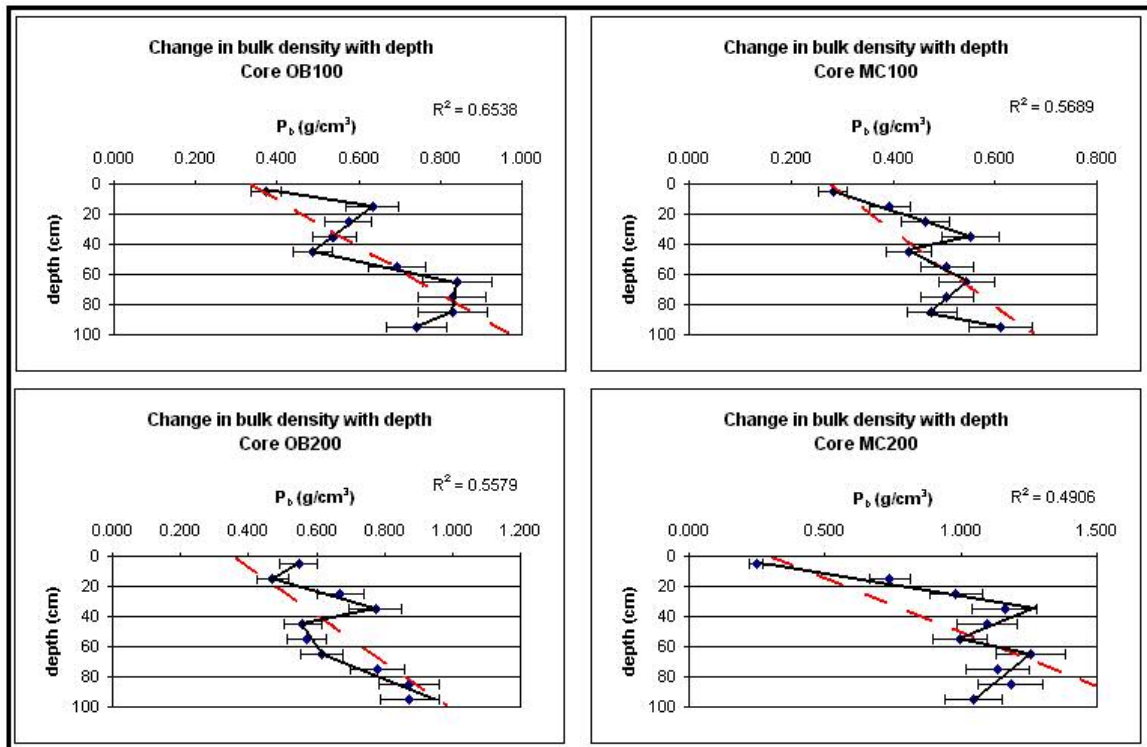 Change in bulk density with depth
Core OB100
R² = 0.6538
P_b (g/cm³)
0.000 0.200 0.400 0.600 0.800 1.000
0
20
40
60
80
100
depth (cm)
Change in bulk density with depth
Core MC100
R² = 0.5689
P_b (g/cm³)
0.000 0.200 0.400 0.600 0.800
0
20
40
60
80
100
depth (cm)
Change in bulk density with depth
Core OB200
R² = 0.5579
P_b (g/cm³)
0.000 0.200 0.400 0.600 0.800 1.000 1.200
0
20
40
60
80
100
depth (cm)
Change in bulk density with depth
Core MC200
R² = 0.4906
P_b (g/cm³)
0.000 0.500 1.000 1.500
0
20
40
60
80
100
depth (cm)